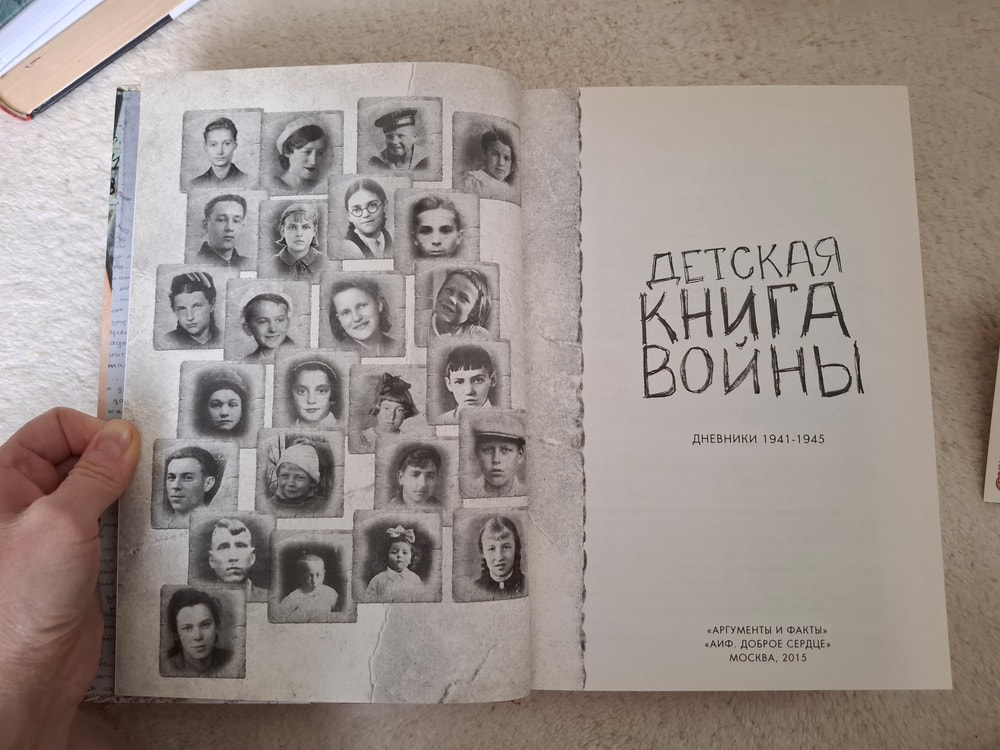 ДЕТСКАЯ
КНИГА
ВОЙНЫ
ДНЕВНИКИ 1941-1945
«АРГУМЕНТЫ И ФАКТЫ»
«АИФ. ДОБРОЕ СЕРДЦЕ»
МОСКВА, 2015